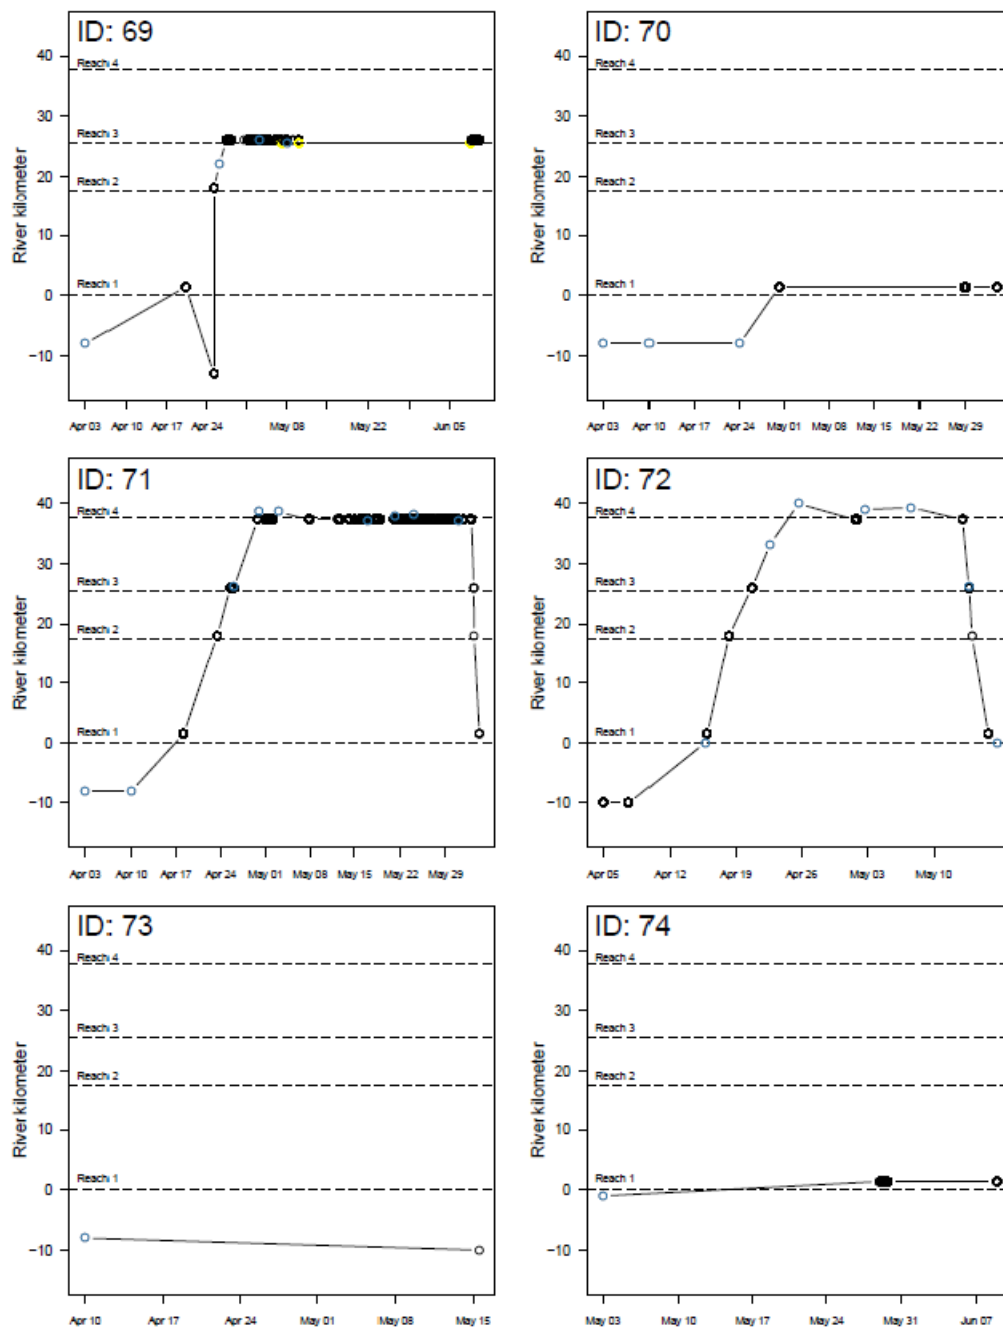 ID: 69
40
30
20
10
0
−10
River kilometer
Reach 4
Reach 3
Reach 2
Reach 1
Apr 03 Apr 10 Apr 17 Apr 24 May 08 May 22 Jun 05
ID: 70
40
30
20
10
0
−10
River kilometer
Reach 4
Reach 3
Reach 2
Reach 1
Apr 03 Apr 10 Apr 17 Apr 24 May 01 May 08 May 15 May 22 May 29
ID: 71
40
30
20
10
0
−10
River kilometer
Reach 4
Reach 3
Reach 2
Reach 1
Apr 03 Apr 10 Apr 17 Apr 24 May 01 May 08 May 15 May 22 May 29
ID: 72
40
30
20
10
0
−10
River kilometer
Reach 4
Reach 3
Reach 2
Reach 1
Apr 05 Apr 12 Apr 19 Apr 26 May 03 May 10
ID: 73
40
30
20
10
0
−10
River kilometer
Reach 4
Reach 3
Reach 2
Reach 1
Apr 10 Apr 17 Apr 24 May 01 May 08 May 15
ID: 74
40
30
20
10
0
−10
River kilometer
Reach 4
Reach 3
Reach 2
Reach 1
May 03 May 10 May 17 May 24 May 31 Jun 07